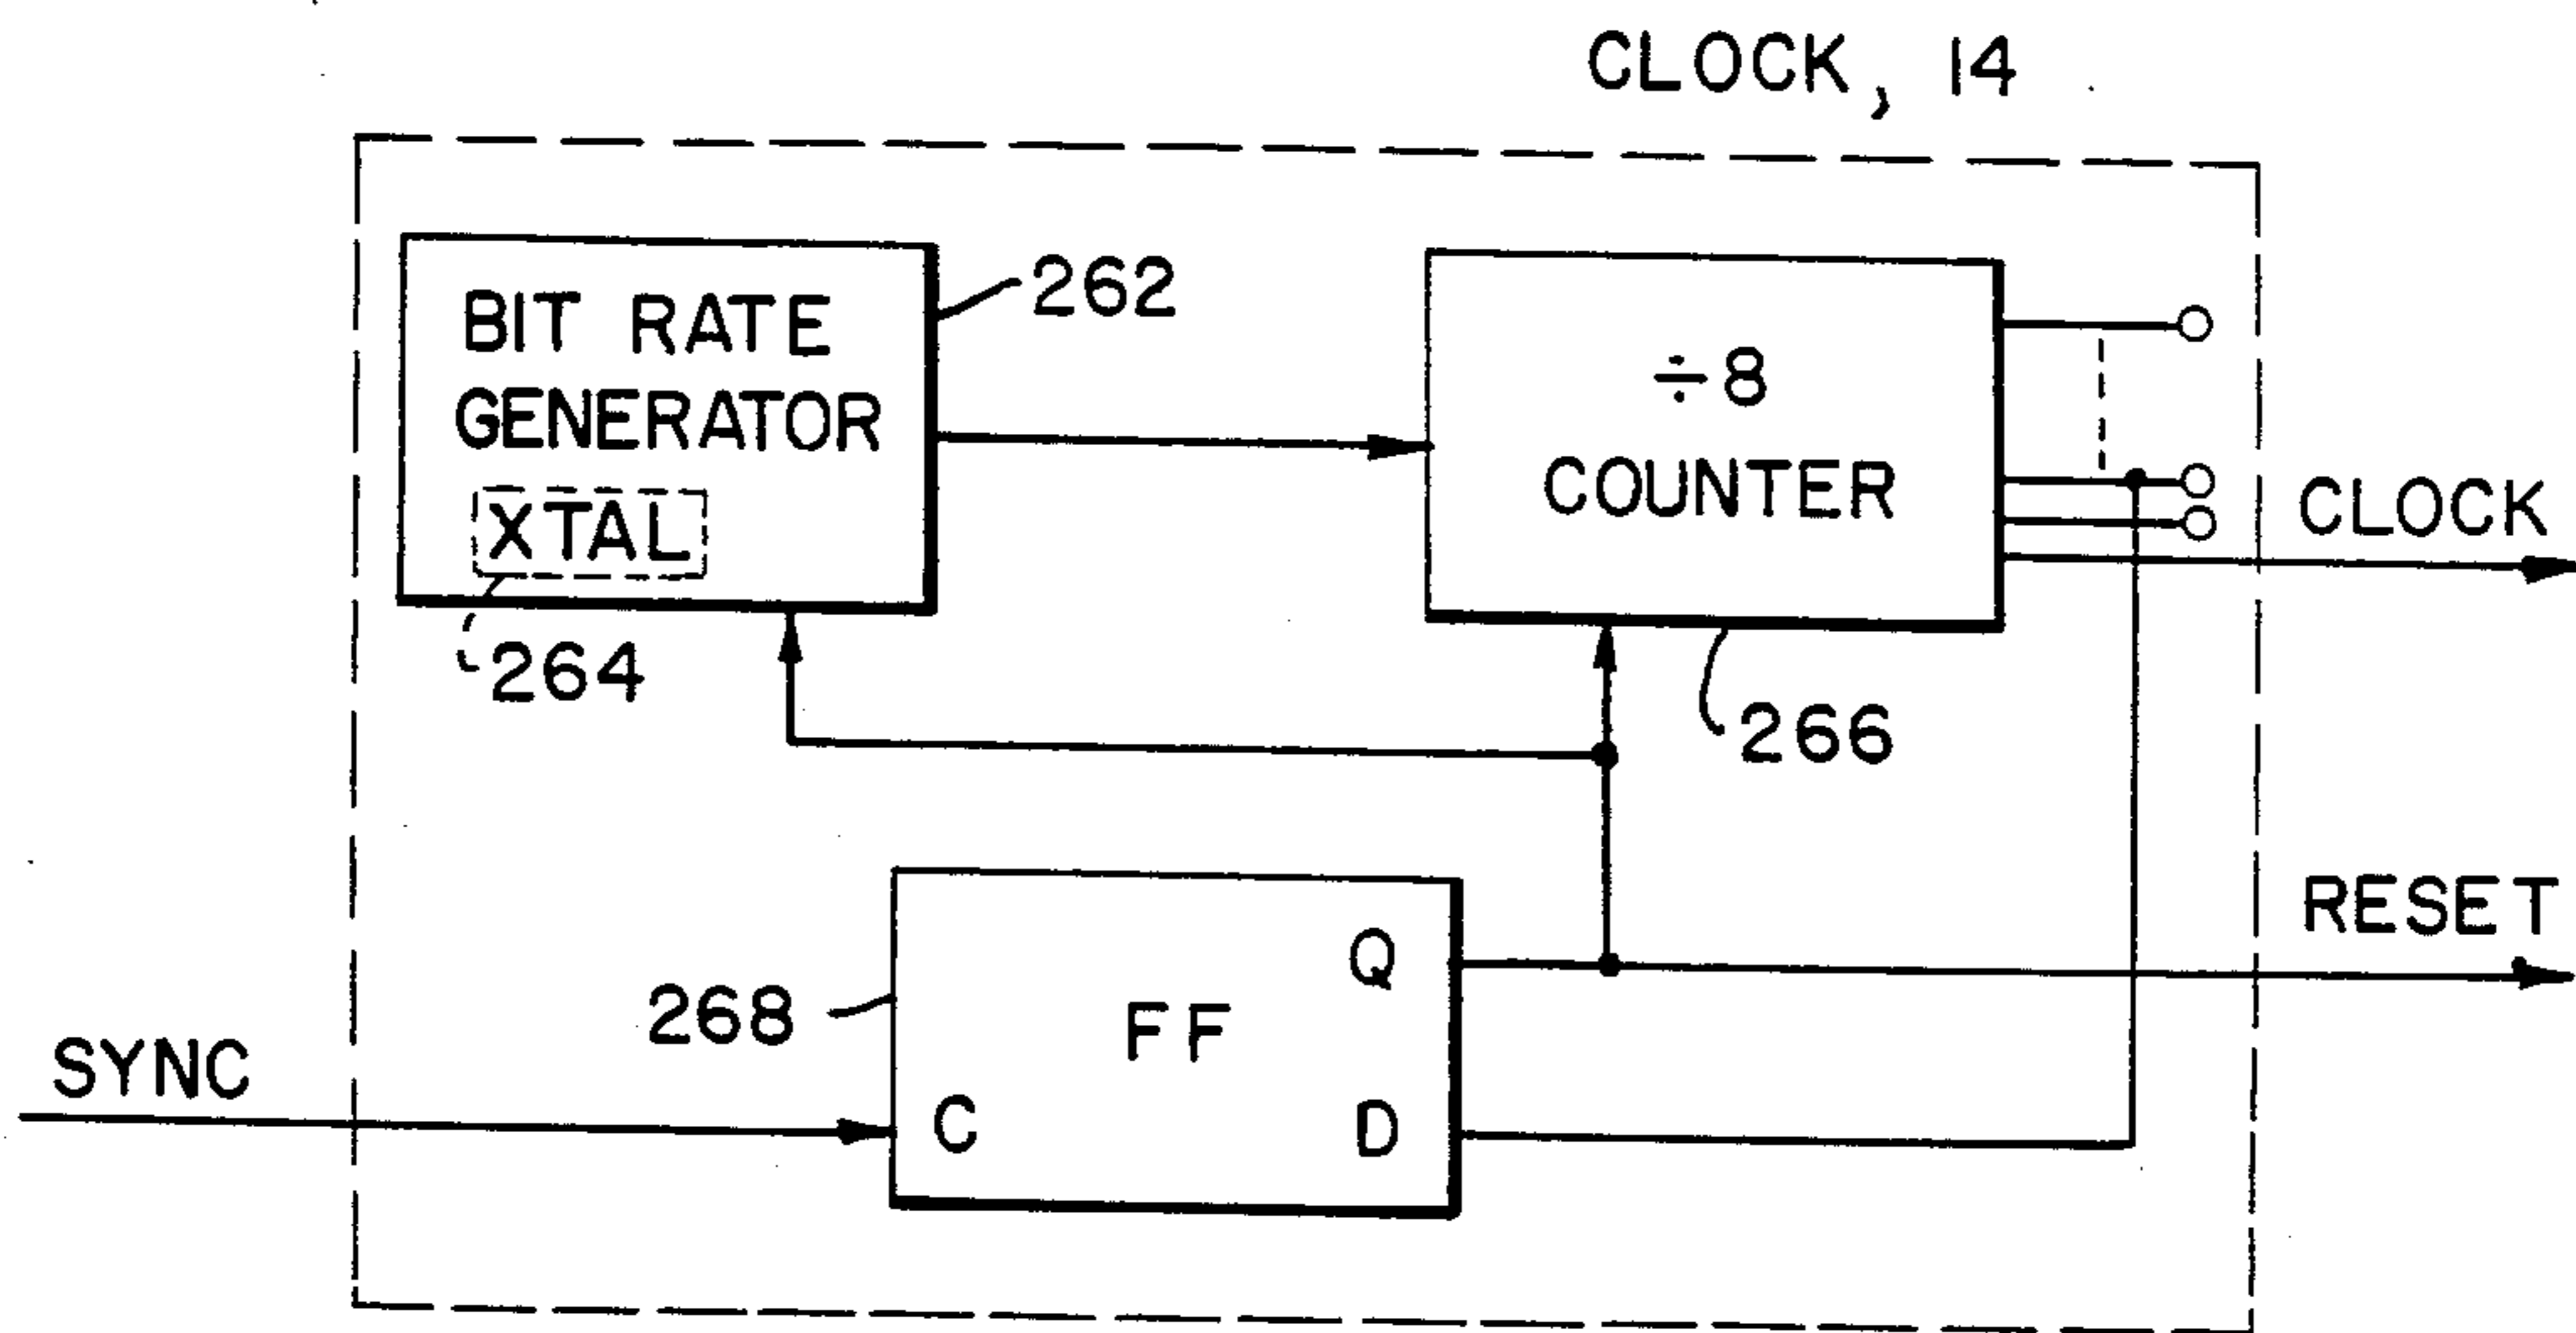 CLOCK, 14
BIT RATE
GENERATOR
XTAL
262
264
÷8
COUNTER
266
CLOCK
RESET
268
Q
FF
C
D
SYNC